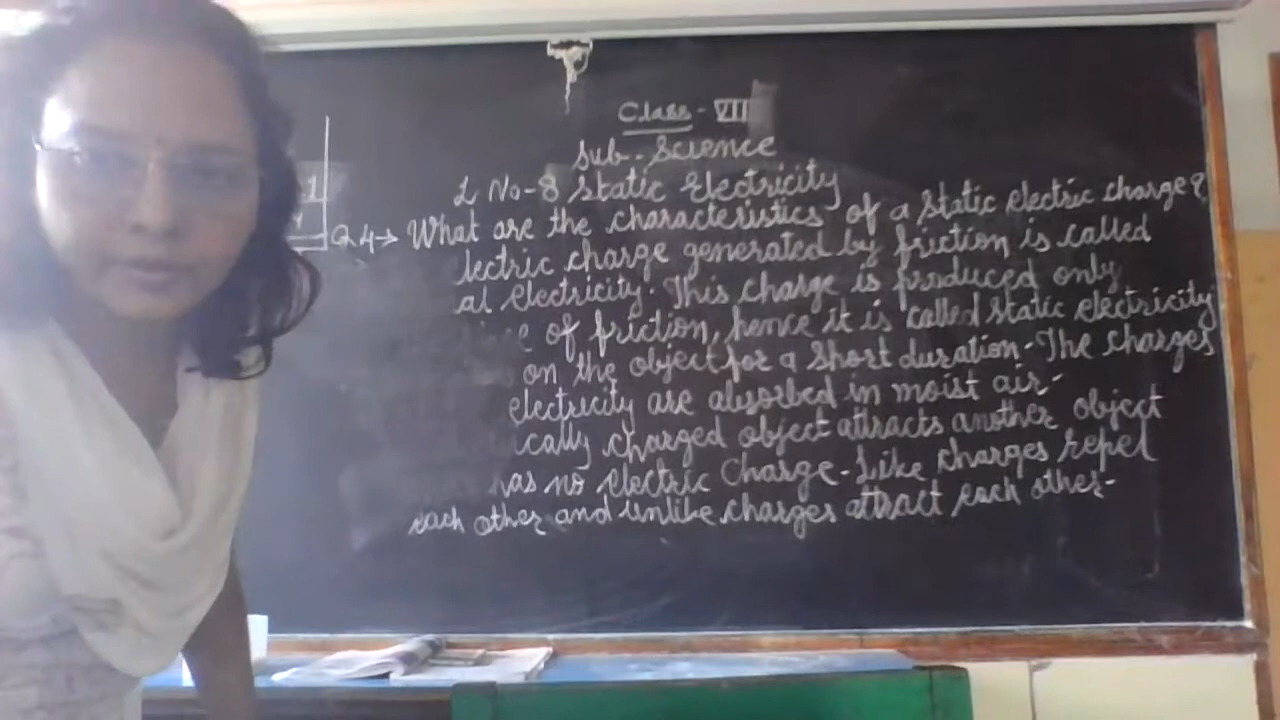 Class - VII
Sub - Science
L No-8 Static Electricity
Q.4→ What are the characteristics of a static electric charge?
lectric charge generated by friction is called
al electricity. This charge is produced only
e of friction, hence it is called static electricity
on the object for a short duration. The charges
electricity are absorbed in moist air.
ically charged object attracts another object
has no electric charge. Like charges repel
each other and unlike charges attract each other.
1